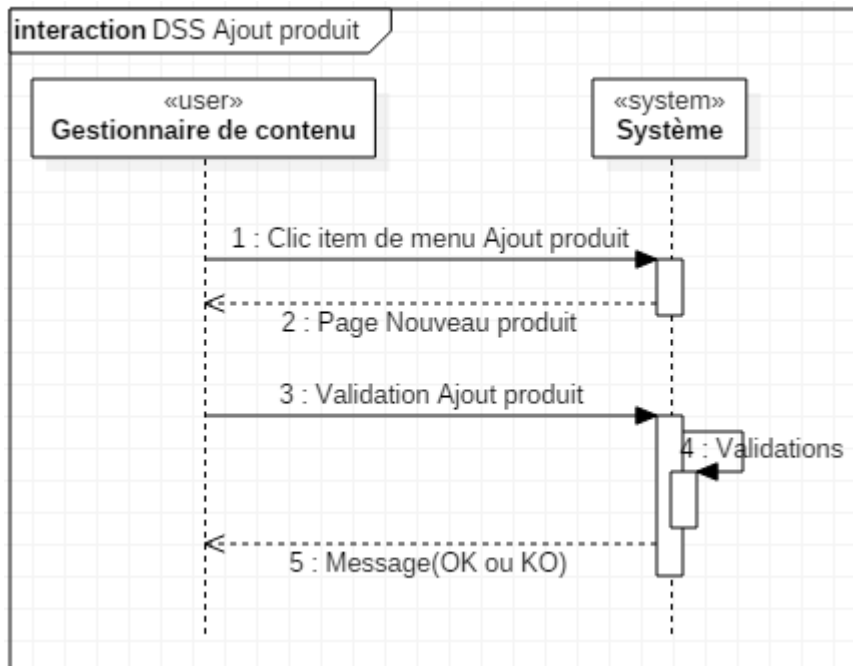 interaction DSS Ajout produit
«user»
Gestionnaire de contenu
«system»
Système
1 : Clic item de menu Ajout produit
2 : Page Nouveau produit
3 : Validation Ajout produit
4 : Validations
5 : Message(OK ou KO)